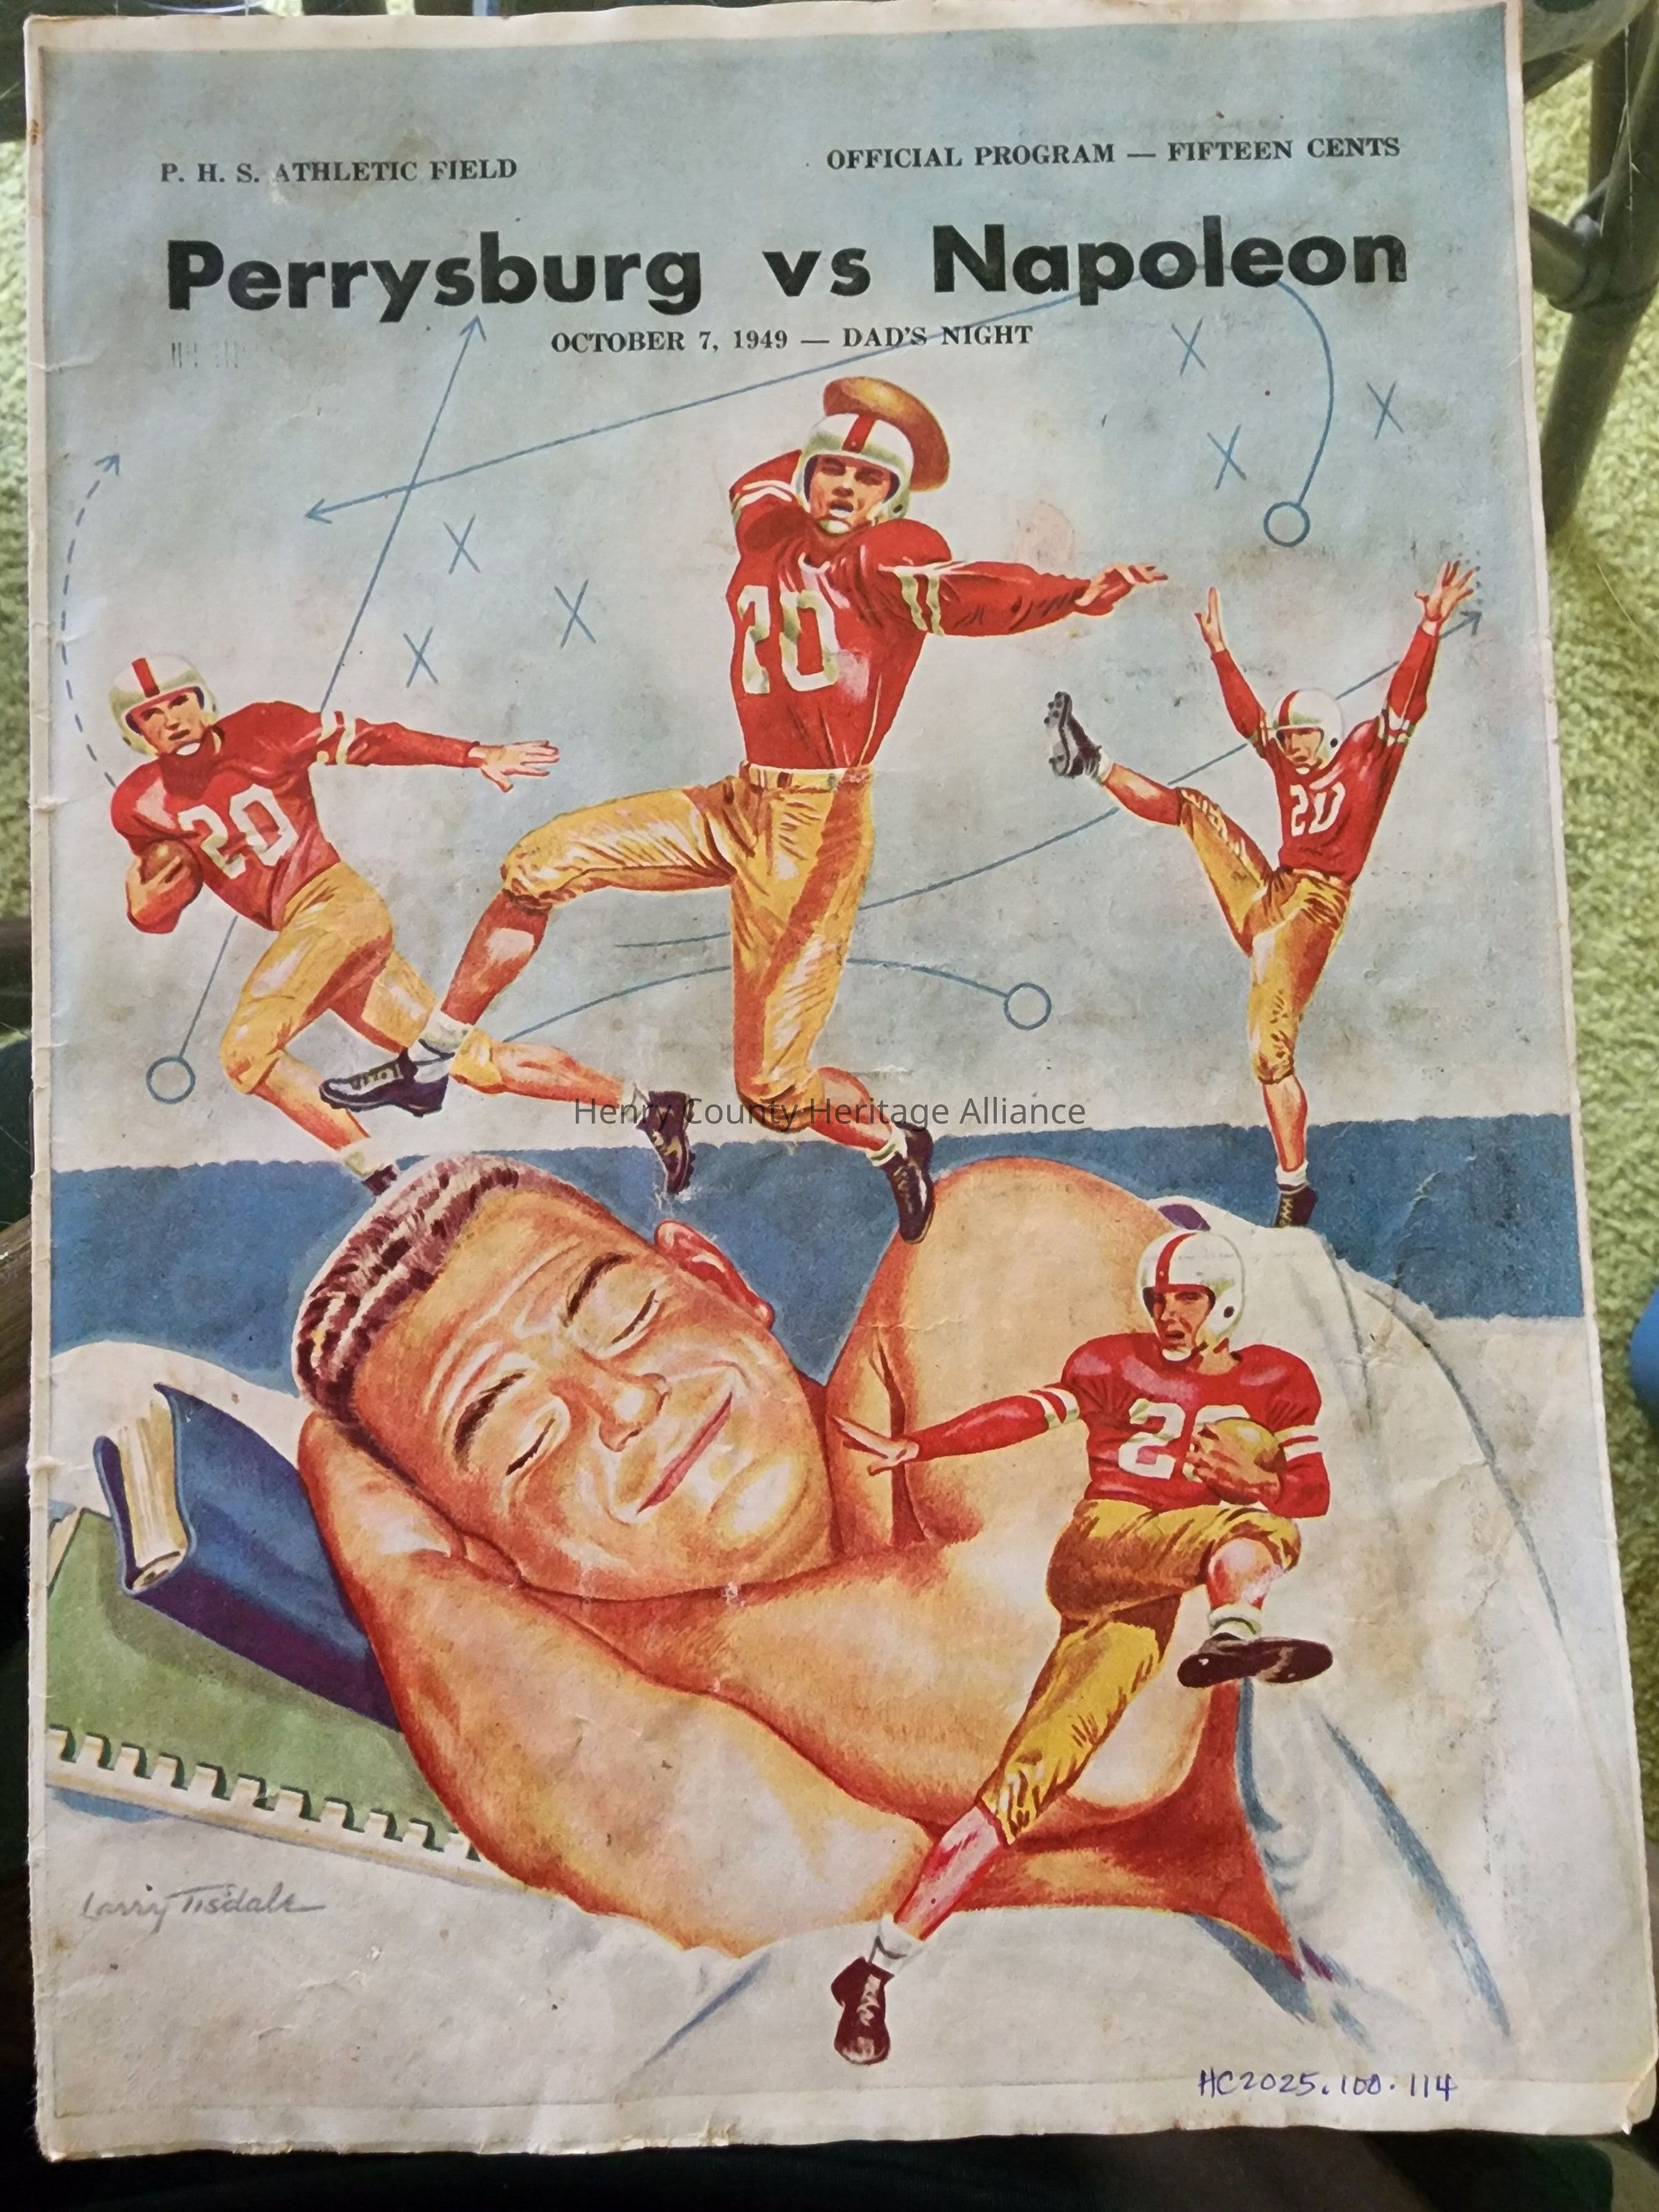 P. H. S. ATHLETIC FIELD
OFFICIAL PROGRAM — FIFTEEN CENTS
Perrysburg vs Napoleon
OCTOBER 7, 1949 — DAD'S NIGHT
20
20
20
20
Henry County Heritage Alliance
Larry Tisdale
HC2025.100.114